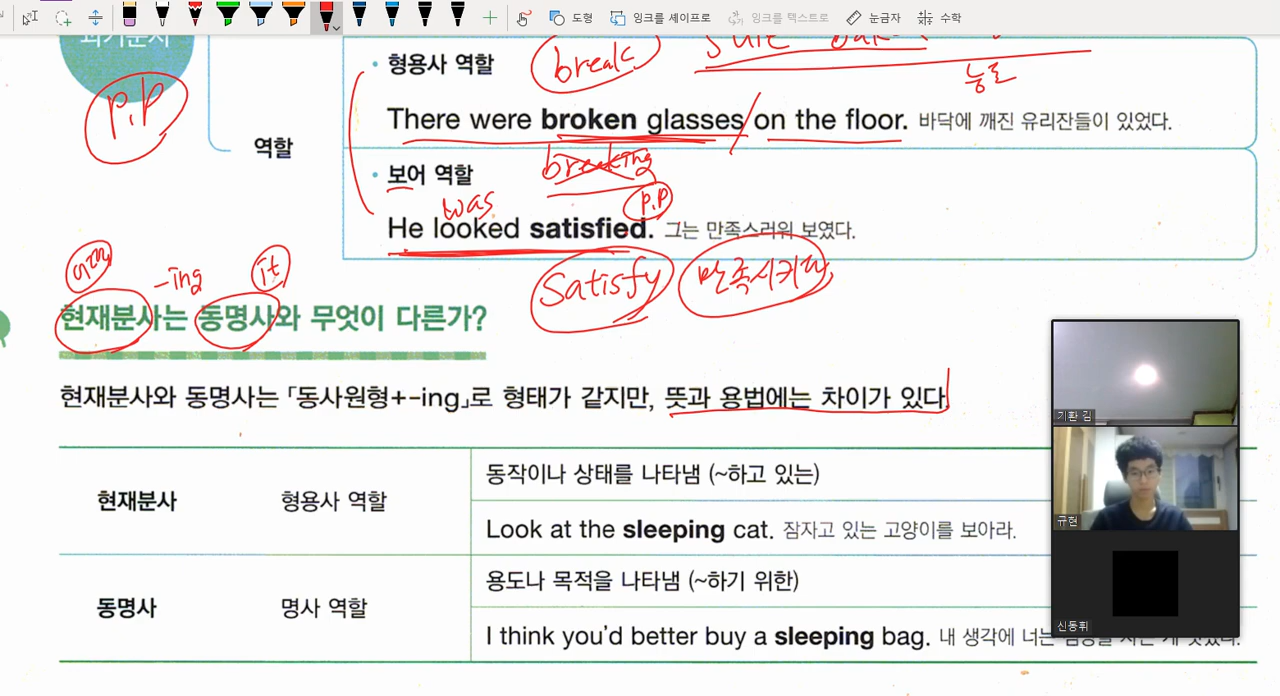 도형 잉크를 셰이프로 잉크를 텍스트로 눈금자 수학
과거분사
P.P
역할
• 형용사 역할 break
능동
There were broken glasses on the floor. 바닥에 깨진 유리잔들이 있었다.
breaking
• 보어 역할
was P.P
He looked satisfied. 그는 만족스러워 보였다.
satisfy 만족시키다
-ing it
현재분사는 동명사와 무엇이 다른가?
현재분사와 동명사는 「동사원형+-ing」로 형태가 같지만, 뜻과 용법에는 차이가 있다.
현재분사 형용사 역할 동작이나 상태를 나타냄 (~하고 있는)
Look at the sleeping cat. 잠자고 있는 고양이를 보아라.
동명사 명사 역할 용도나 목적을 나타냄 (~하기 위한)
I think you'd better buy a sleeping bag. 내 생각에 너는
기환 김
규현
신동휘